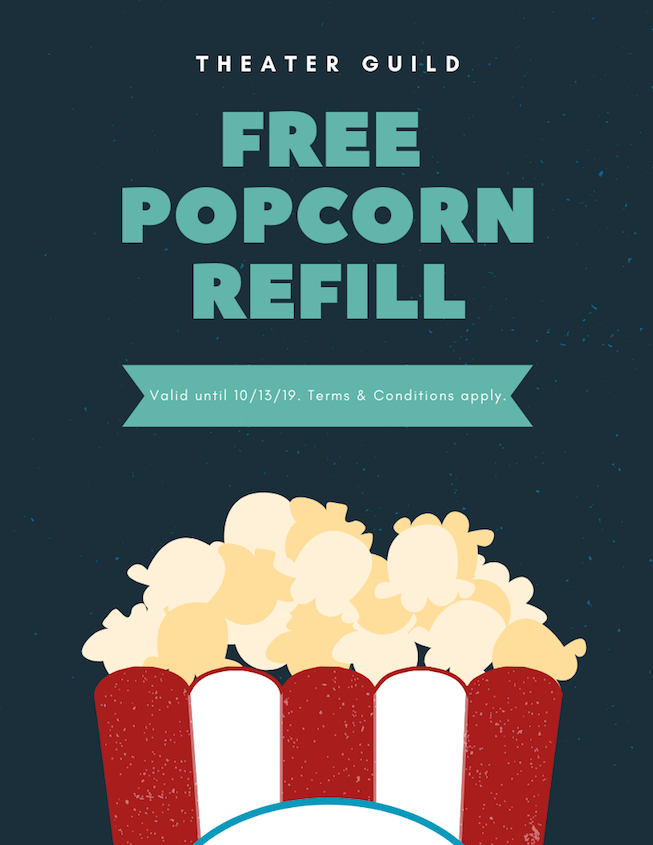 THEATER GUILD
FREE
POPCORN
REFILL
Valid until 10/13/19. Terms & Conditions apply.